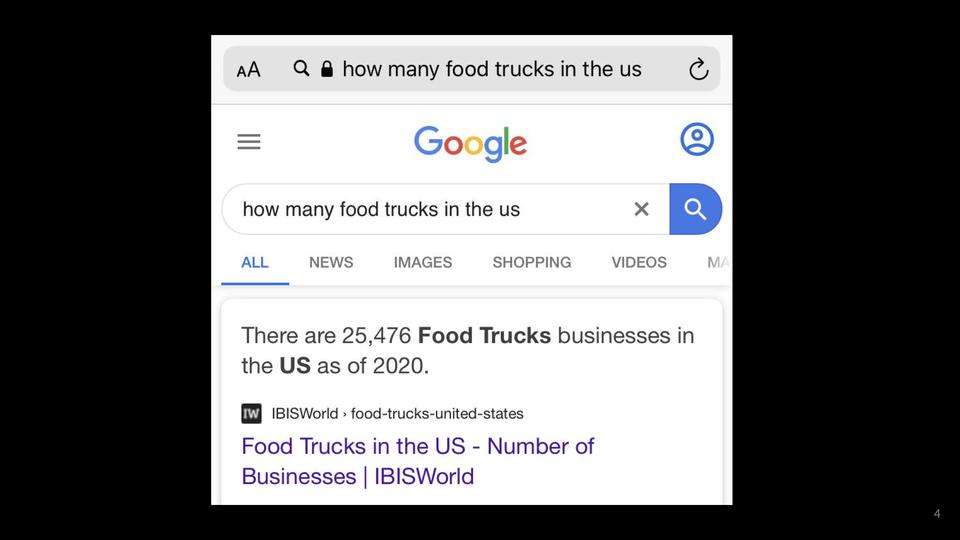 AA how many food trucks in the us
Google
how many food trucks in the us
ALL NEWS IMAGES SHOPPING VIDEOS MA
There are 25,476 Food Trucks businesses in
the US as of 2020.
IW IBISWorld › food-trucks-united-states
Food Trucks in the US - Number of
Businesses | IBISWorld
4